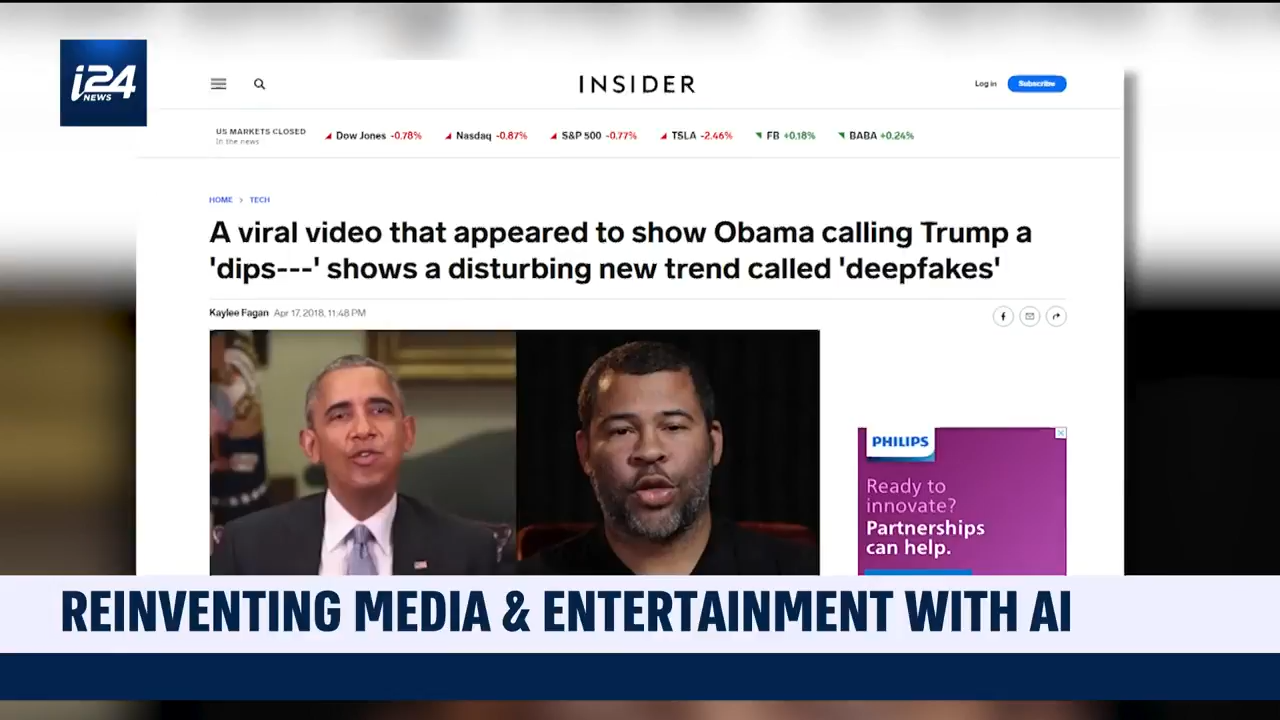 i24
NEWS
INSIDER
Log in
Subscribe
US MARKETS CLOSED
In the news
Dow Jones -0.78%
Nasdaq -0.87%
S&P 500 -0.77%
TSLA -2.46%
FB +0.18%
BABA +0.24%
HOME > TECH
A viral video that appeared to show Obama calling Trump a
'dips---' shows a disturbing new trend called 'deepfakes'
Kaylee Fagan Apr 17, 2018, 11:48 PM
PHILIPS
Ready to
innovate?
Partnerships
can help.
REINVENTING MEDIA & ENTERTAINMENT WITH AI